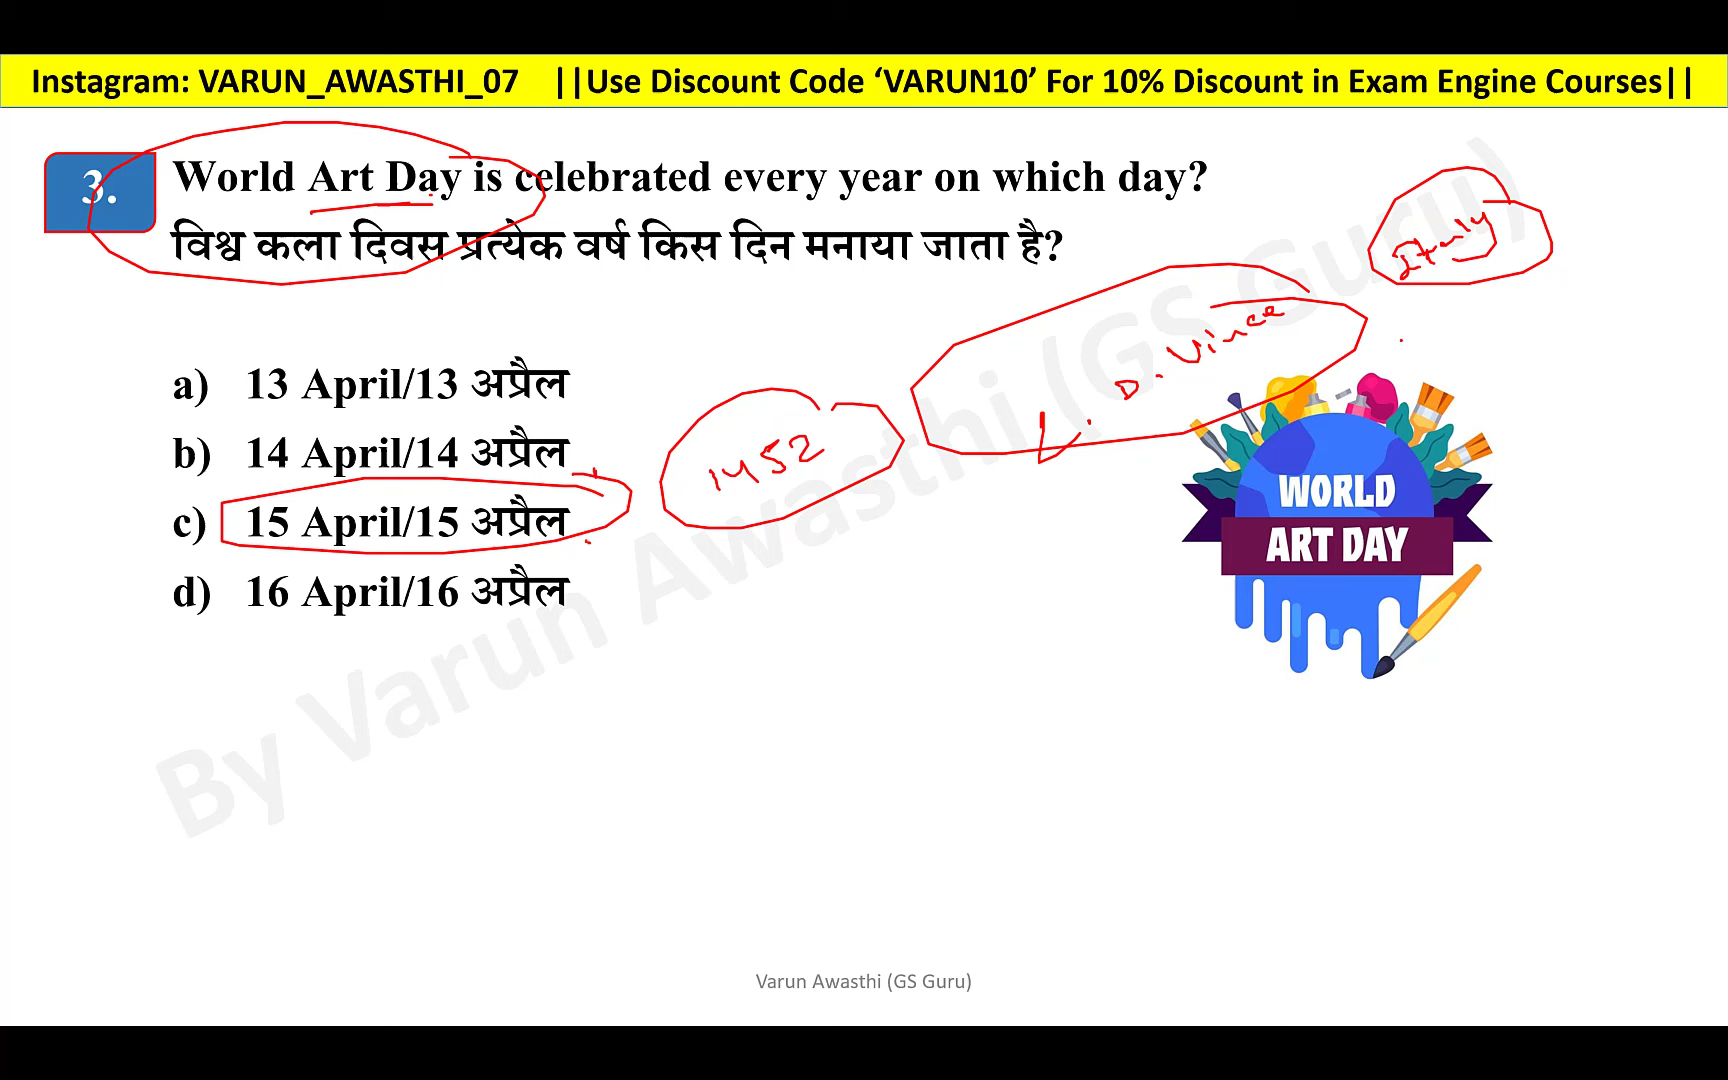 Instagram: VARUN_AWASTHI_07 ||Use Discount Code ‘VARUN10’ For 10% Discount in Exam Engine Courses||
3.
World Art Day is celebrated every year on which day?
विश्व कला दिवस प्रत्येक वर्ष किस दिन मनाया जाता है?
Italy
L. D. Vince
1452
a) 13 April/13 अप्रैल
b) 14 April/14 अप्रैल
c) 15 April/15 अप्रैल
d) 16 April/16 अप्रैल
WORLD
ART DAY
By Varun Awasthi (GS Guru)
Varun Awasthi (GS Guru)